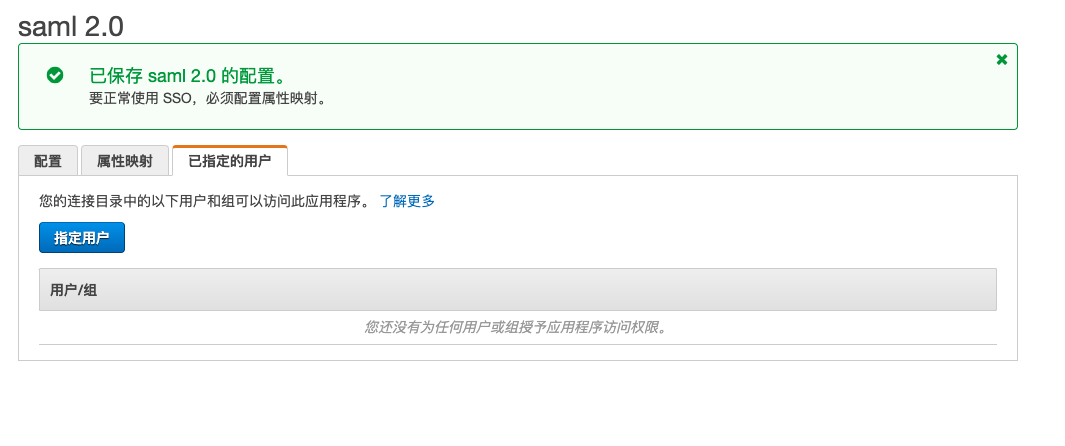 saml 2.0
已保存 saml 2.0 的配置。
要正常使用 SSO，必须配置属性映射。
配置 属性映射 已指定的用户
您的连接目录中的以下用户和组可以访问此应用程序。 了解更多
指定用户
用户/组
您还没有为任何用户或组授予应用程序访问权限。